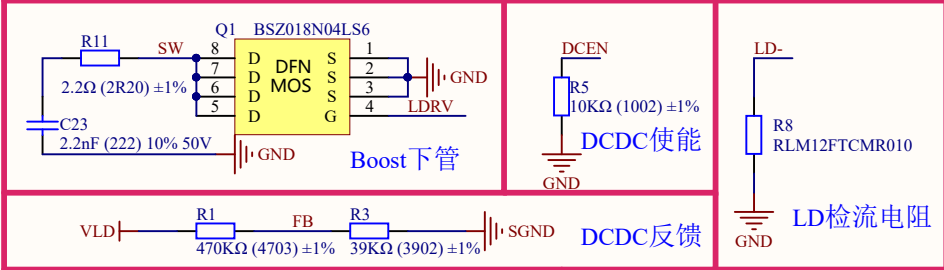 Q1 BSZ018N04LS6
R11
SW
2.2Ω (2R20) ±1%
C23
2.2nF (222) 10% 50V
8 D
7 D
6 D
5 D
DFN
MOS
S 1
S 2
S 3
G 4
GND
LDRV
GND
Boost下管
DCEN
R5
10KΩ (1002) ±1%
DCDC使能
GND
LD-
R8
RLM12FTCMR010
GND
LD检流电阻
VLD
R1
470KΩ (4703) ±1%
FB
R3
39KΩ (3902) ±1%
SGND
DCDC反馈